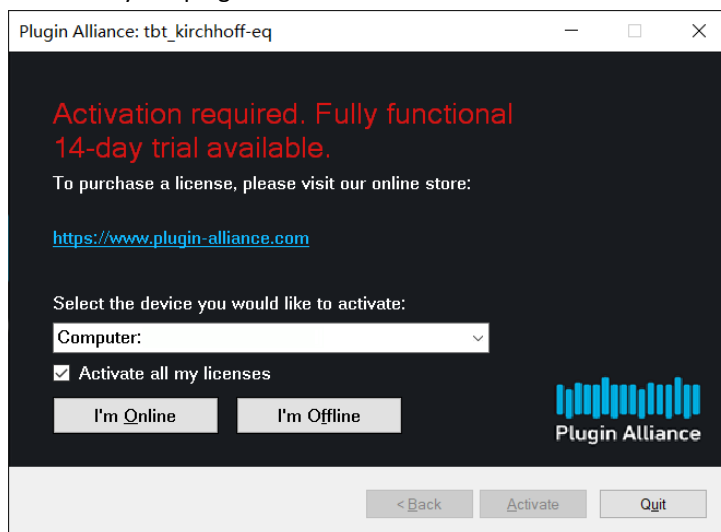 Plugin Alliance: tbt_kirchhoff-eq
Activation required. Fully functional
14-day trial available.
To purchase a license, please visit our online store:
https://www.plugin-alliance.com
Select the device you would like to activate:
Computer:
Activate all my licenses
I'm Online
I'm Offline
Plugin Alliance
< Back
Activate
Quit